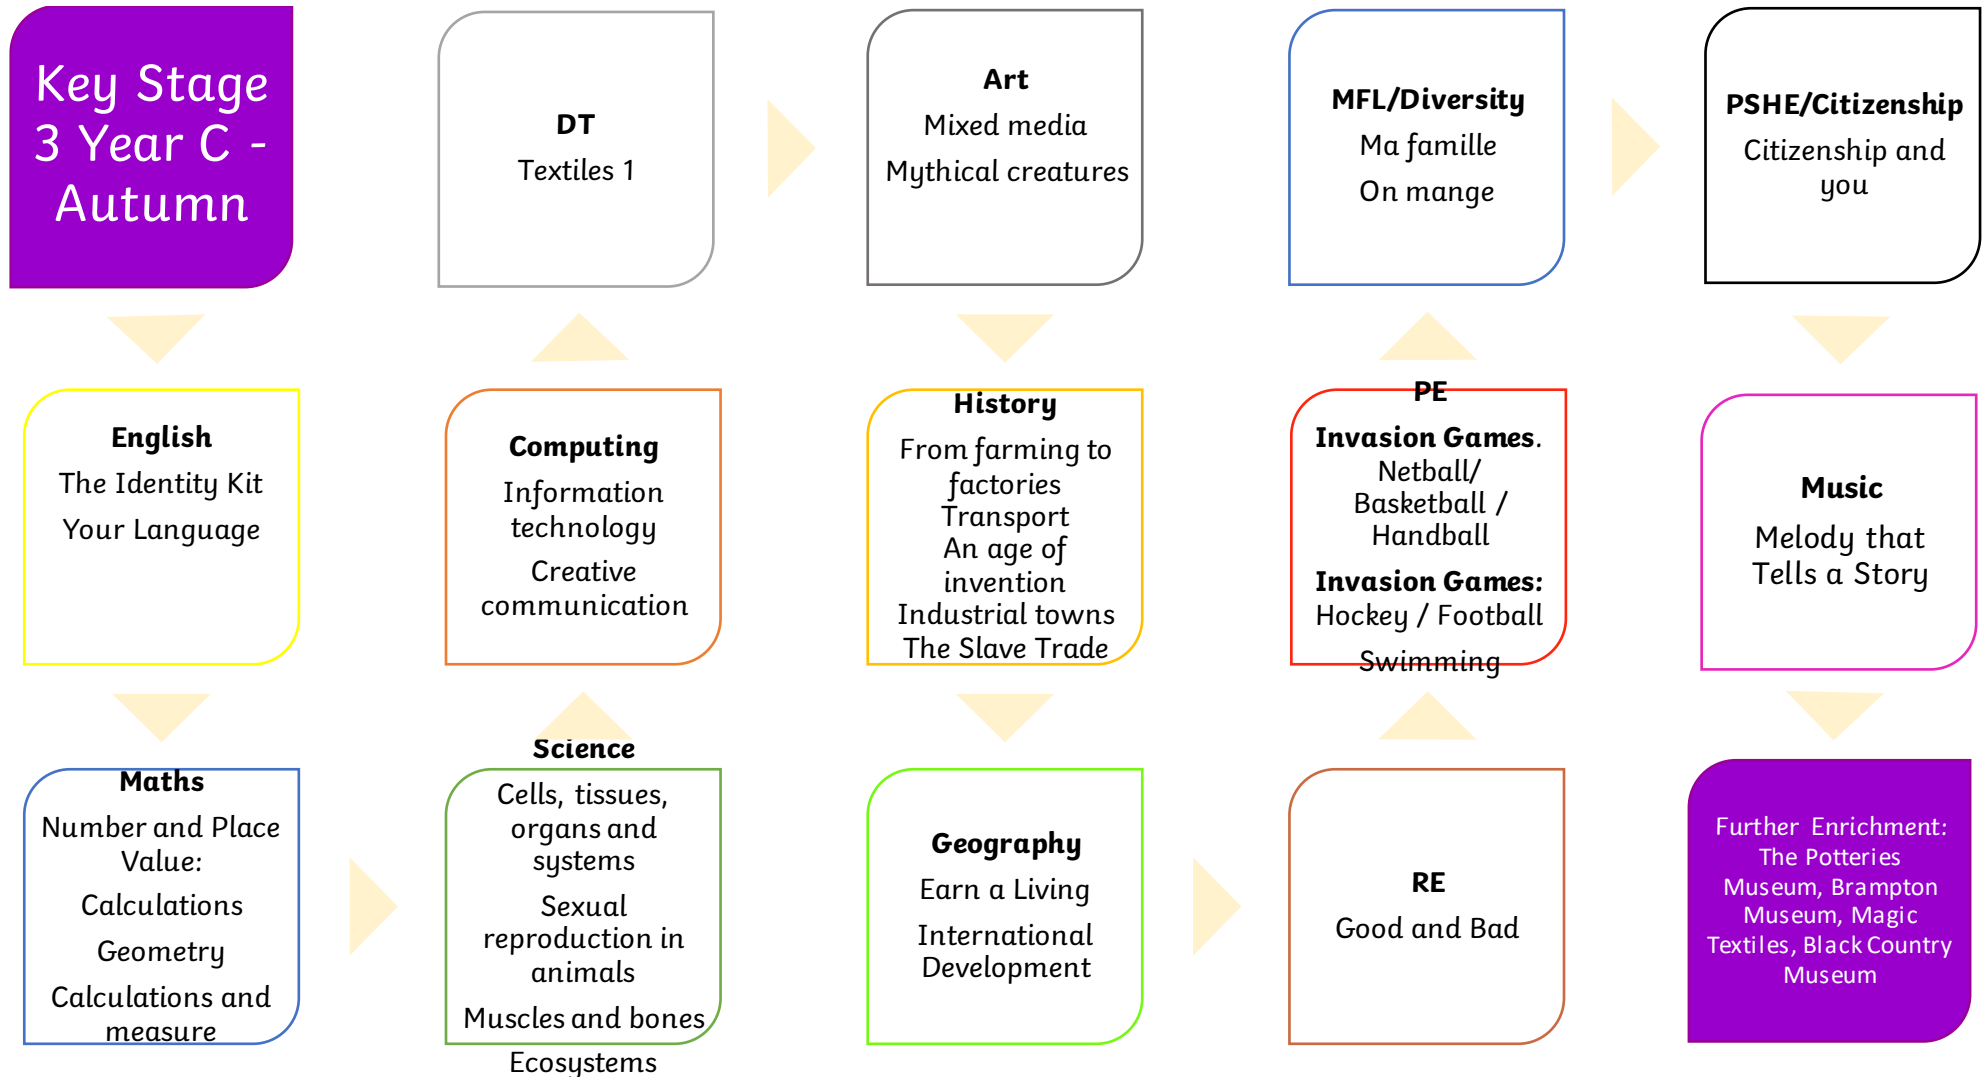 Key Stage
3 Year C -
Autumn
English
The Identity Kit
Your Language
Maths
Number and Place
Value:
Calculations
Geometry
Calculations and
measure
Science
Cells, tissues,
organs and
systems
Sexual
reproduction in
animals
Muscles and bones
Ecosystems
Computing
Information
technology
Creative
communication
DT
Textiles 1
Art
Mixed media
Mythical creatures
History
From farming to
factories
Transport
An age of
invention
Industrial towns
The Slave Trade
Geography
Earn a Living
International
Development
RE
Good and Bad
PE
Invasion Games.
Netball/
Basketball /
Handball
Invasion Games:
Hockey / Football
Swimming
MFL/Diversity
Ma famille
On mange
PSHE/Citizenship
Citizenship and
you
Music
Melody that
Tells a Story
Further Enrichment:
The Potteries
Museum, Brampton
Museum, Magic
Textiles, Black Country
Museum